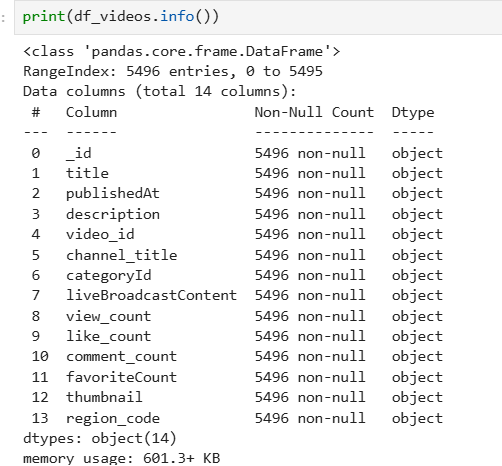 : print(df_videos.info())
<class 'pandas.core.frame.DataFrame'>
RangeIndex: 5496 entries, 0 to 5495
Data columns (total 14 columns):
 #   Column                Non-Null Count  Dtype
---  ------                --------------  -----
 0   _id                   5496 non-null   object
 1   title                 5496 non-null   object
 2   publishedAt           5496 non-null   object
 3   description           5496 non-null   object
 4   video_id              5496 non-null   object
 5   channel_title         5496 non-null   object
 6   categoryId            5496 non-null   object
 7   liveBroadcastContent  5496 non-null   object
 8   view_count            5496 non-null   object
 9   like_count            5496 non-null   object
 10  comment_count         5496 non-null   object
 11  favoriteCount         5496 non-null   object
 12  thumbnail             5496 non-null   object
 13  region_code           5496 non-null   object
dtypes: object(14)
memory usage: 601.3+ KB